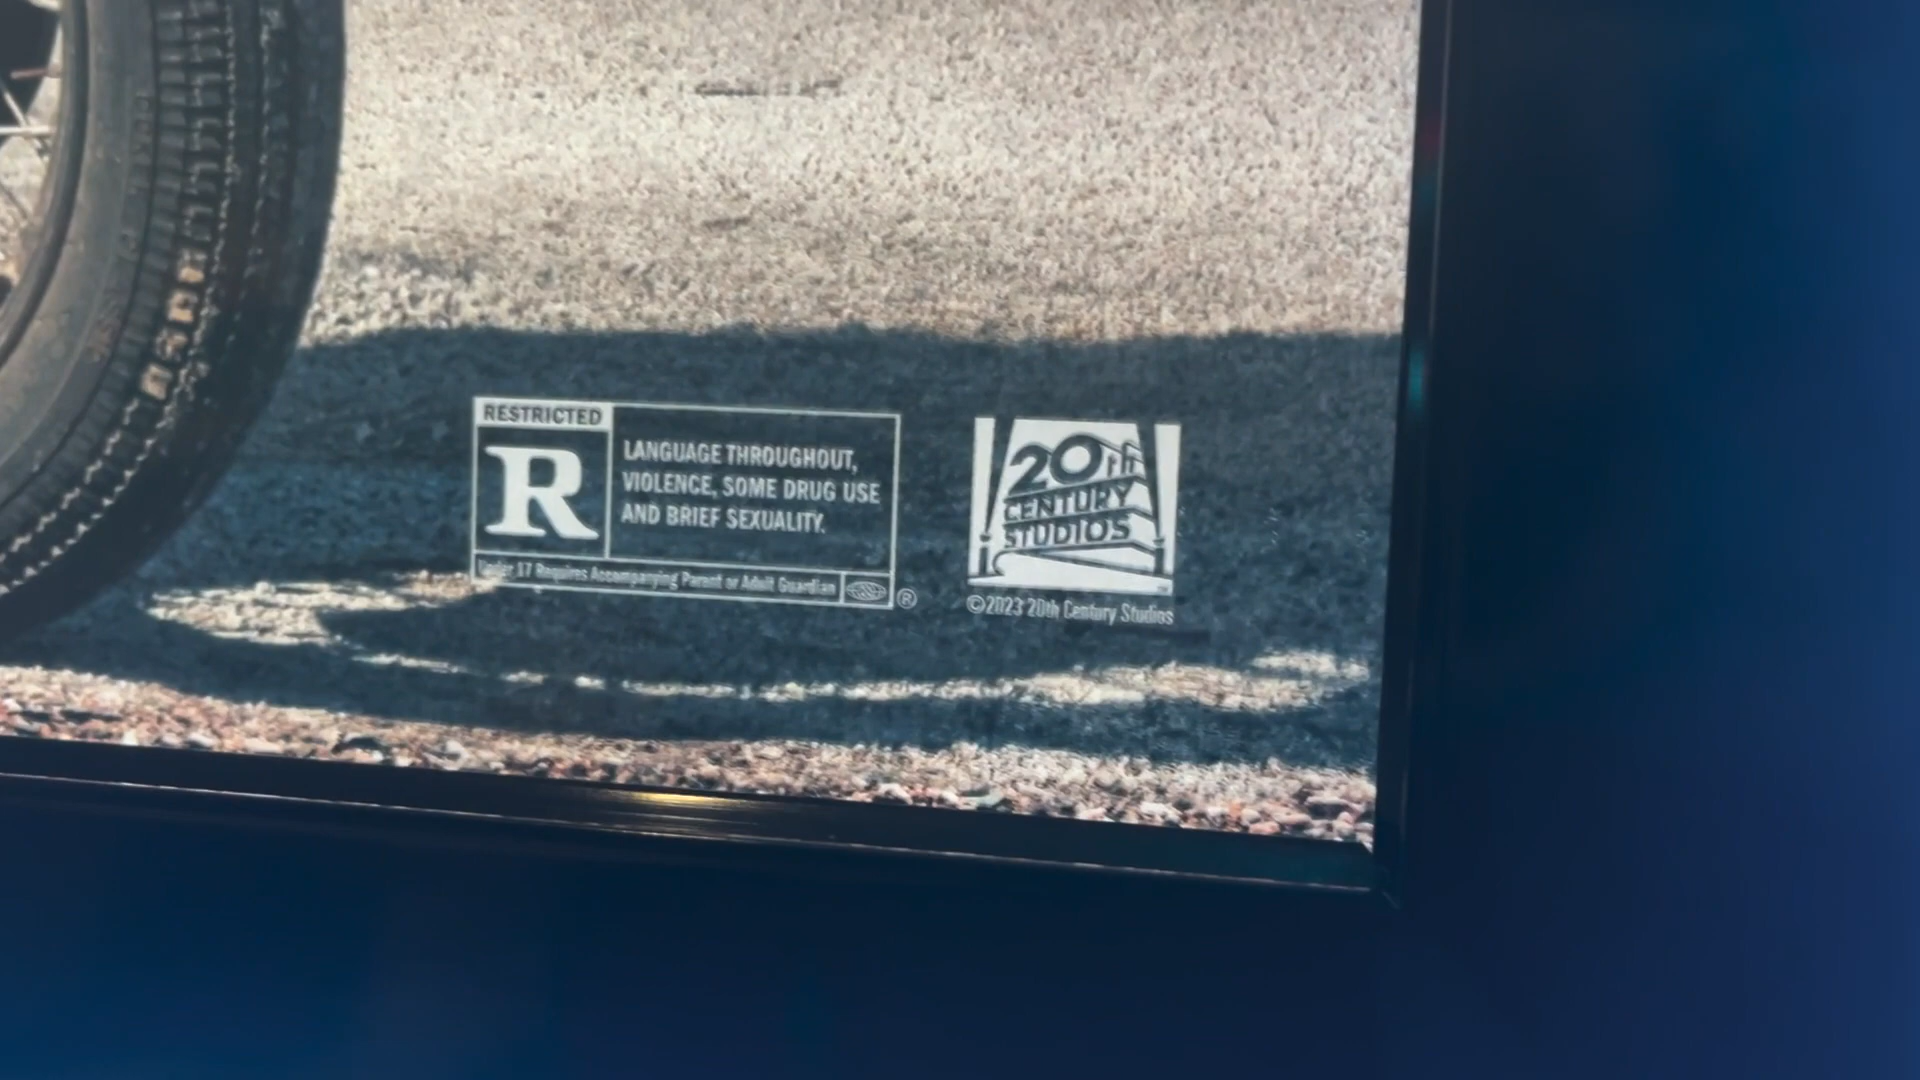 RESTRICTED
R
LANGUAGE THROUGHOUT,
VIOLENCE, SOME DRUG USE
AND BRIEF SEXUALITY.
Under 17 Requires Accompanying Parent or Adult Guardian
®
20th
CENTURY
STUDIOS
©2023 20th Century Studios